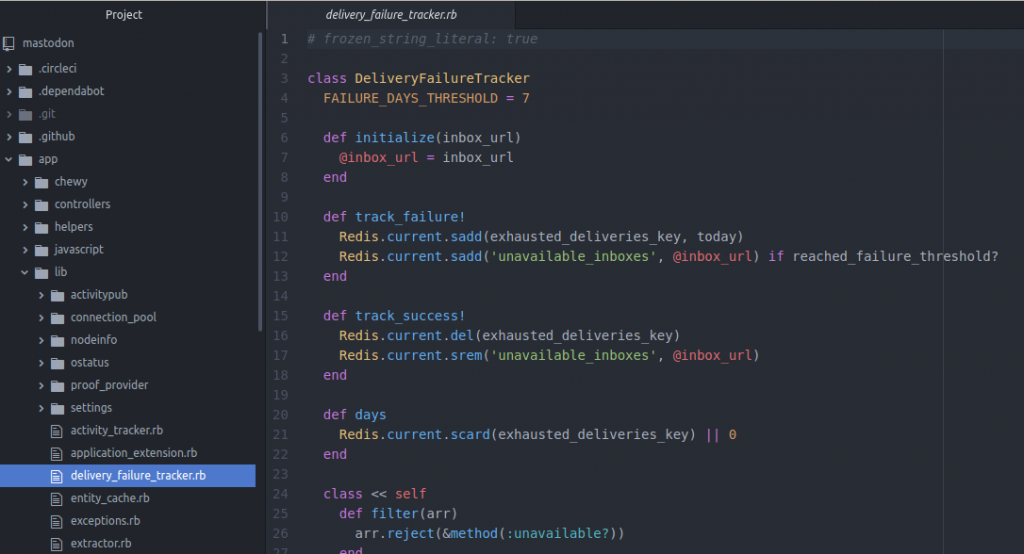 Project
mastodon
.circleci
.dependabot
.git
.github
app
chewy
controllers
helpers
javascript
lib
activitypub
connection_pool
nodeinfo
ostatus
proof_provider
settings
activity_tracker.rb
application_extension.rb
delivery_failure_tracker.rb
entity_cache.rb
exceptions.rb
extractor.rb
delivery_failure_tracker.rb
1 # frozen_string_literal: true
2
3 class DeliveryFailureTracker
4   FAILURE_DAYS_THRESHOLD = 7
5
6   def initialize(inbox_url)
7     @inbox_url = inbox_url
8   end
9
10   def track_failure!
11     Redis.current.sadd(exhausted_deliveries_key, today)
12     Redis.current.sadd('unavailable_inboxes', @inbox_url) if reached_failure_threshold?
13   end
14
15   def track_success!
16     Redis.current.del(exhausted_deliveries_key)
17     Redis.current.srem('unavailable_inboxes', @inbox_url)
18   end
19
20   def days
21     Redis.current.scard(exhausted_deliveries_key) || 0
22   end
23
24   class << self
25     def filter(arr)
26       arr.reject(&method(:unavailable?))
27     end